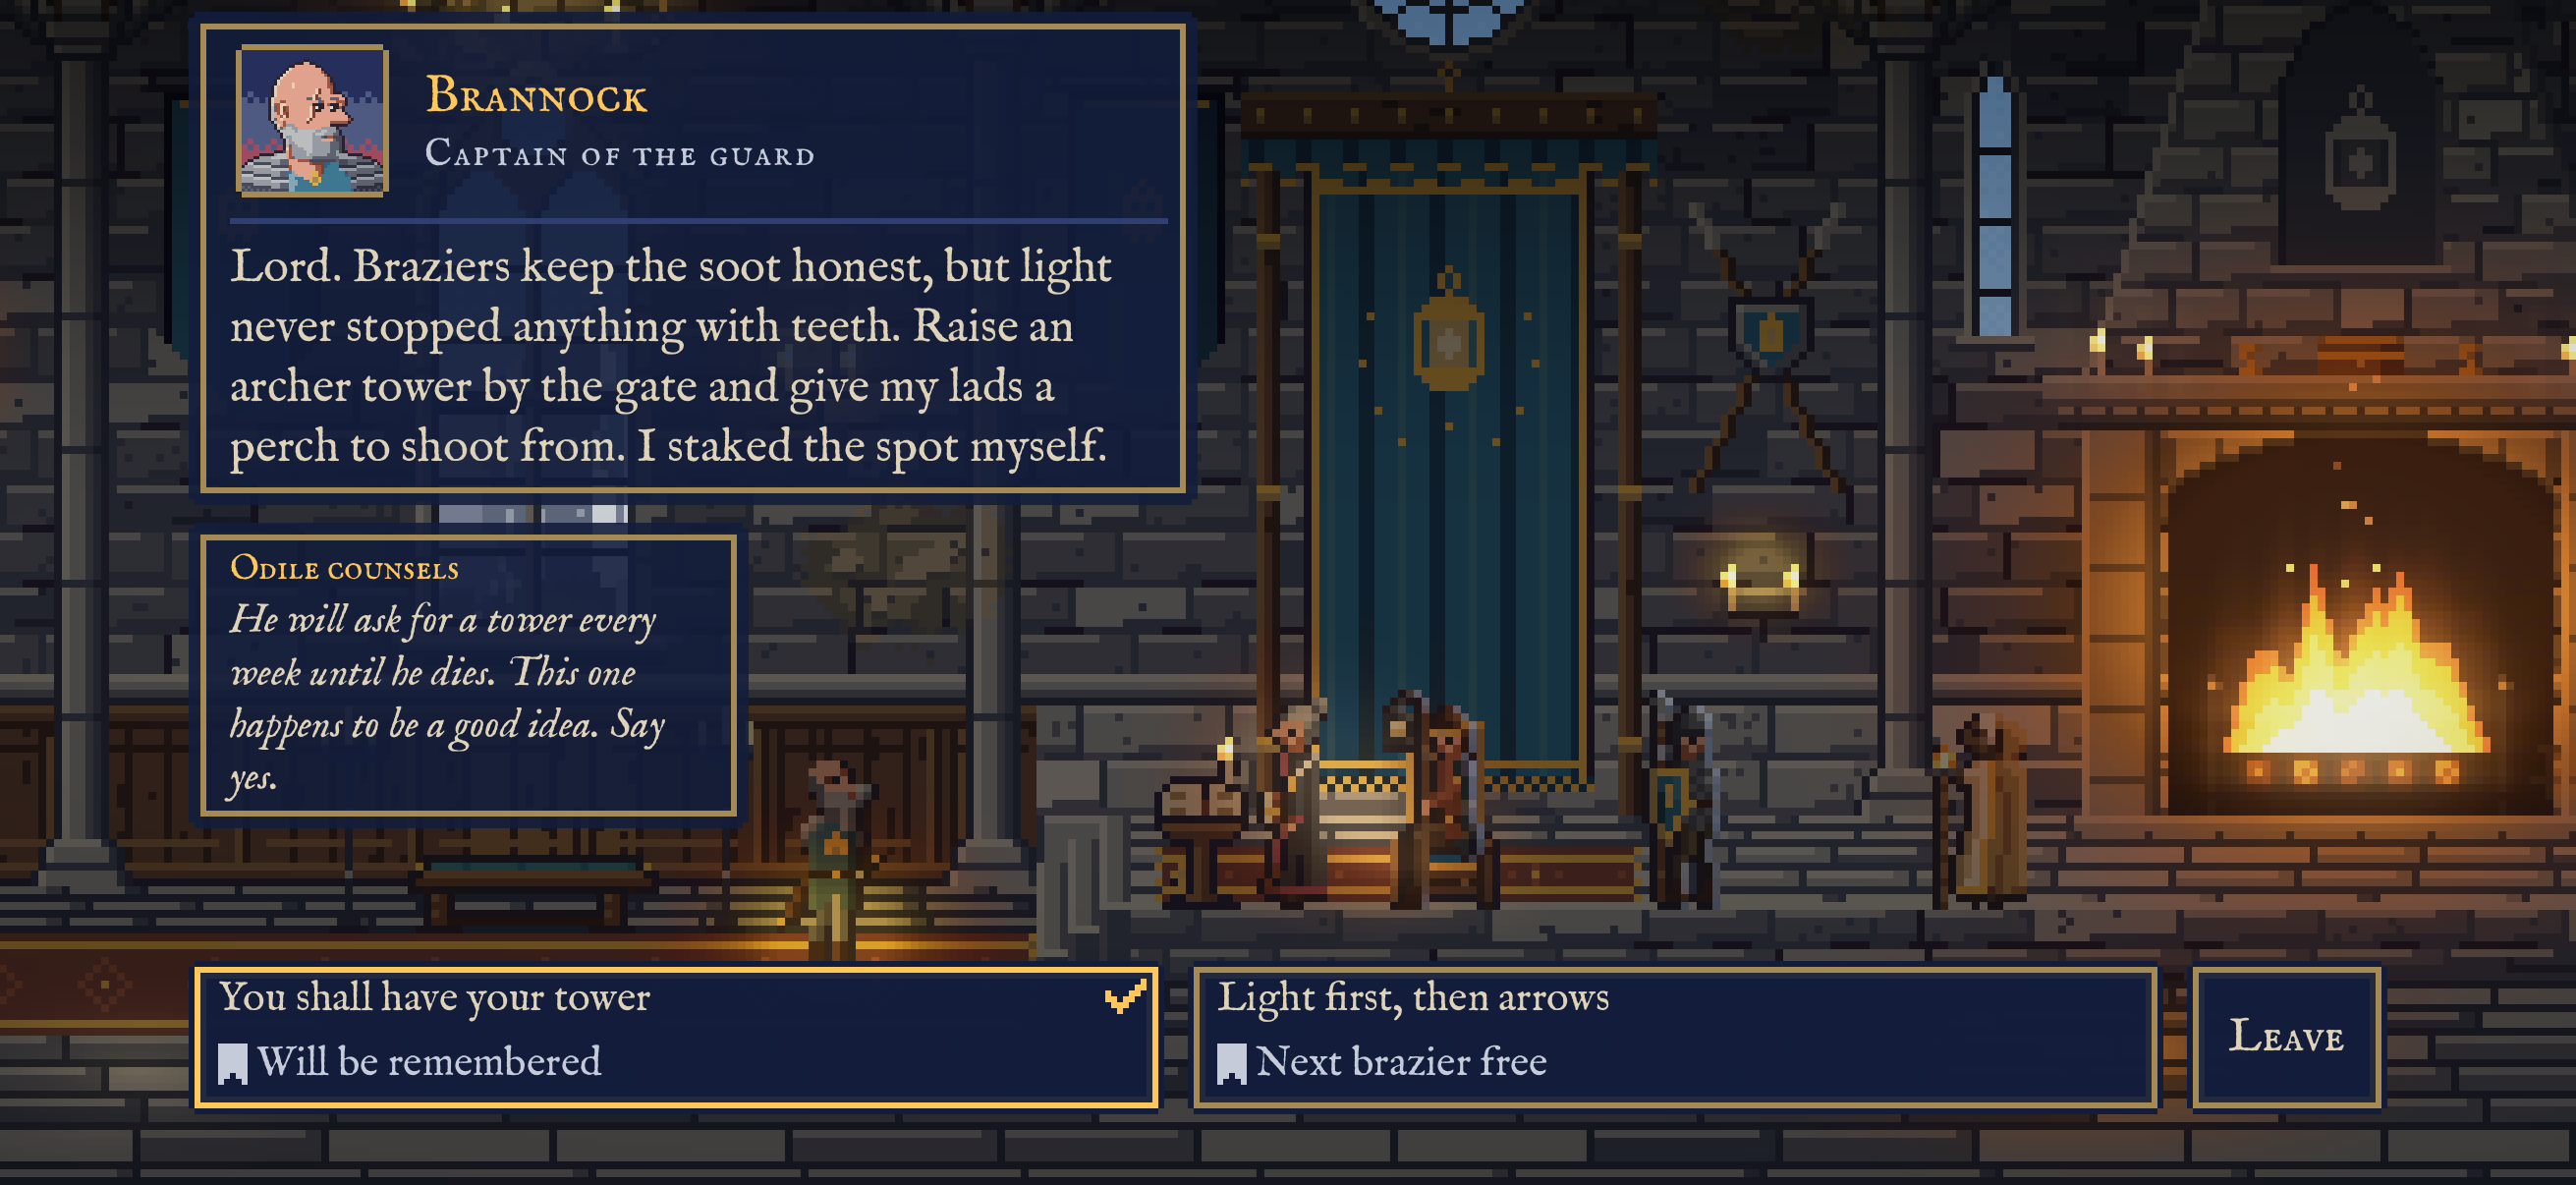 Brannock
Captain of the guard
Lord. Braziers keep the soot honest, but light
never stopped anything with teeth. Raise an
archer tower by the gate and give my lads a
perch to shoot from. I staked the spot myself.
Odile counsels
He will ask for a tower every
week until he dies. This one
happens to be a good idea. Say
yes.
You shall have your tower
Will be remembered
Light first, then arrows
Next brazier free
Leave